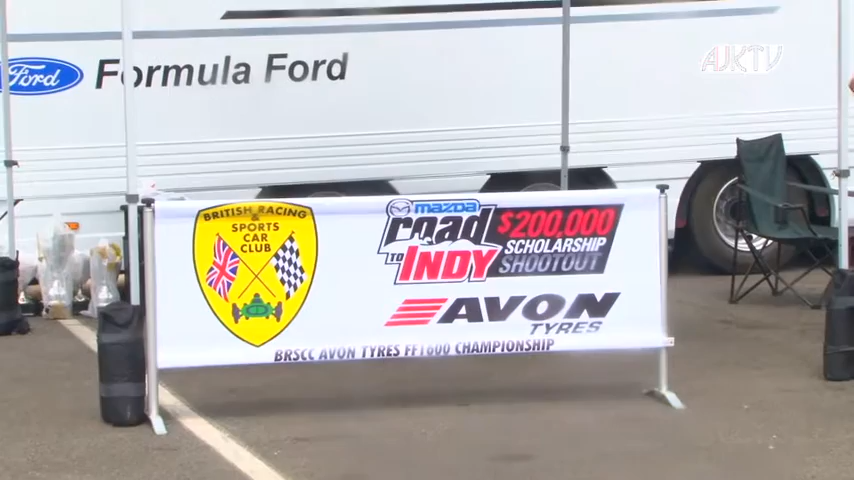 AJKTV
Ford
Formula Ford
BRITISH RACING
&
SPORTS
CAR
CLUB
mazda
road
TO INDY
$200,000
SCHOLARSHIP
SHOOTOUT
AVON
TYRES
BRSCC AVON TYRES FF1600 CHAMPIONSHIP